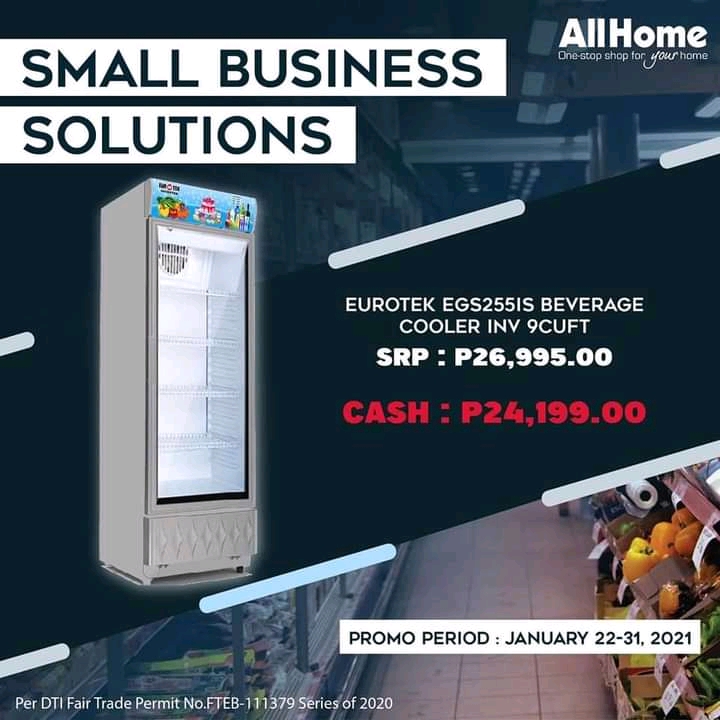 AllHome
One-stop shop for your home
SMALL BUSINESS
SOLUTIONS
EUROTEK
EUROTEK EGS255IS BEVERAGE
COOLER INV 9CUFT
SRP : P26,995.00
CASH : P24,199.00
PROMO PERIOD : JANUARY 22-31, 2021
Per DTI Fair Trade Permit No.FTEB-111379 Series of 2020